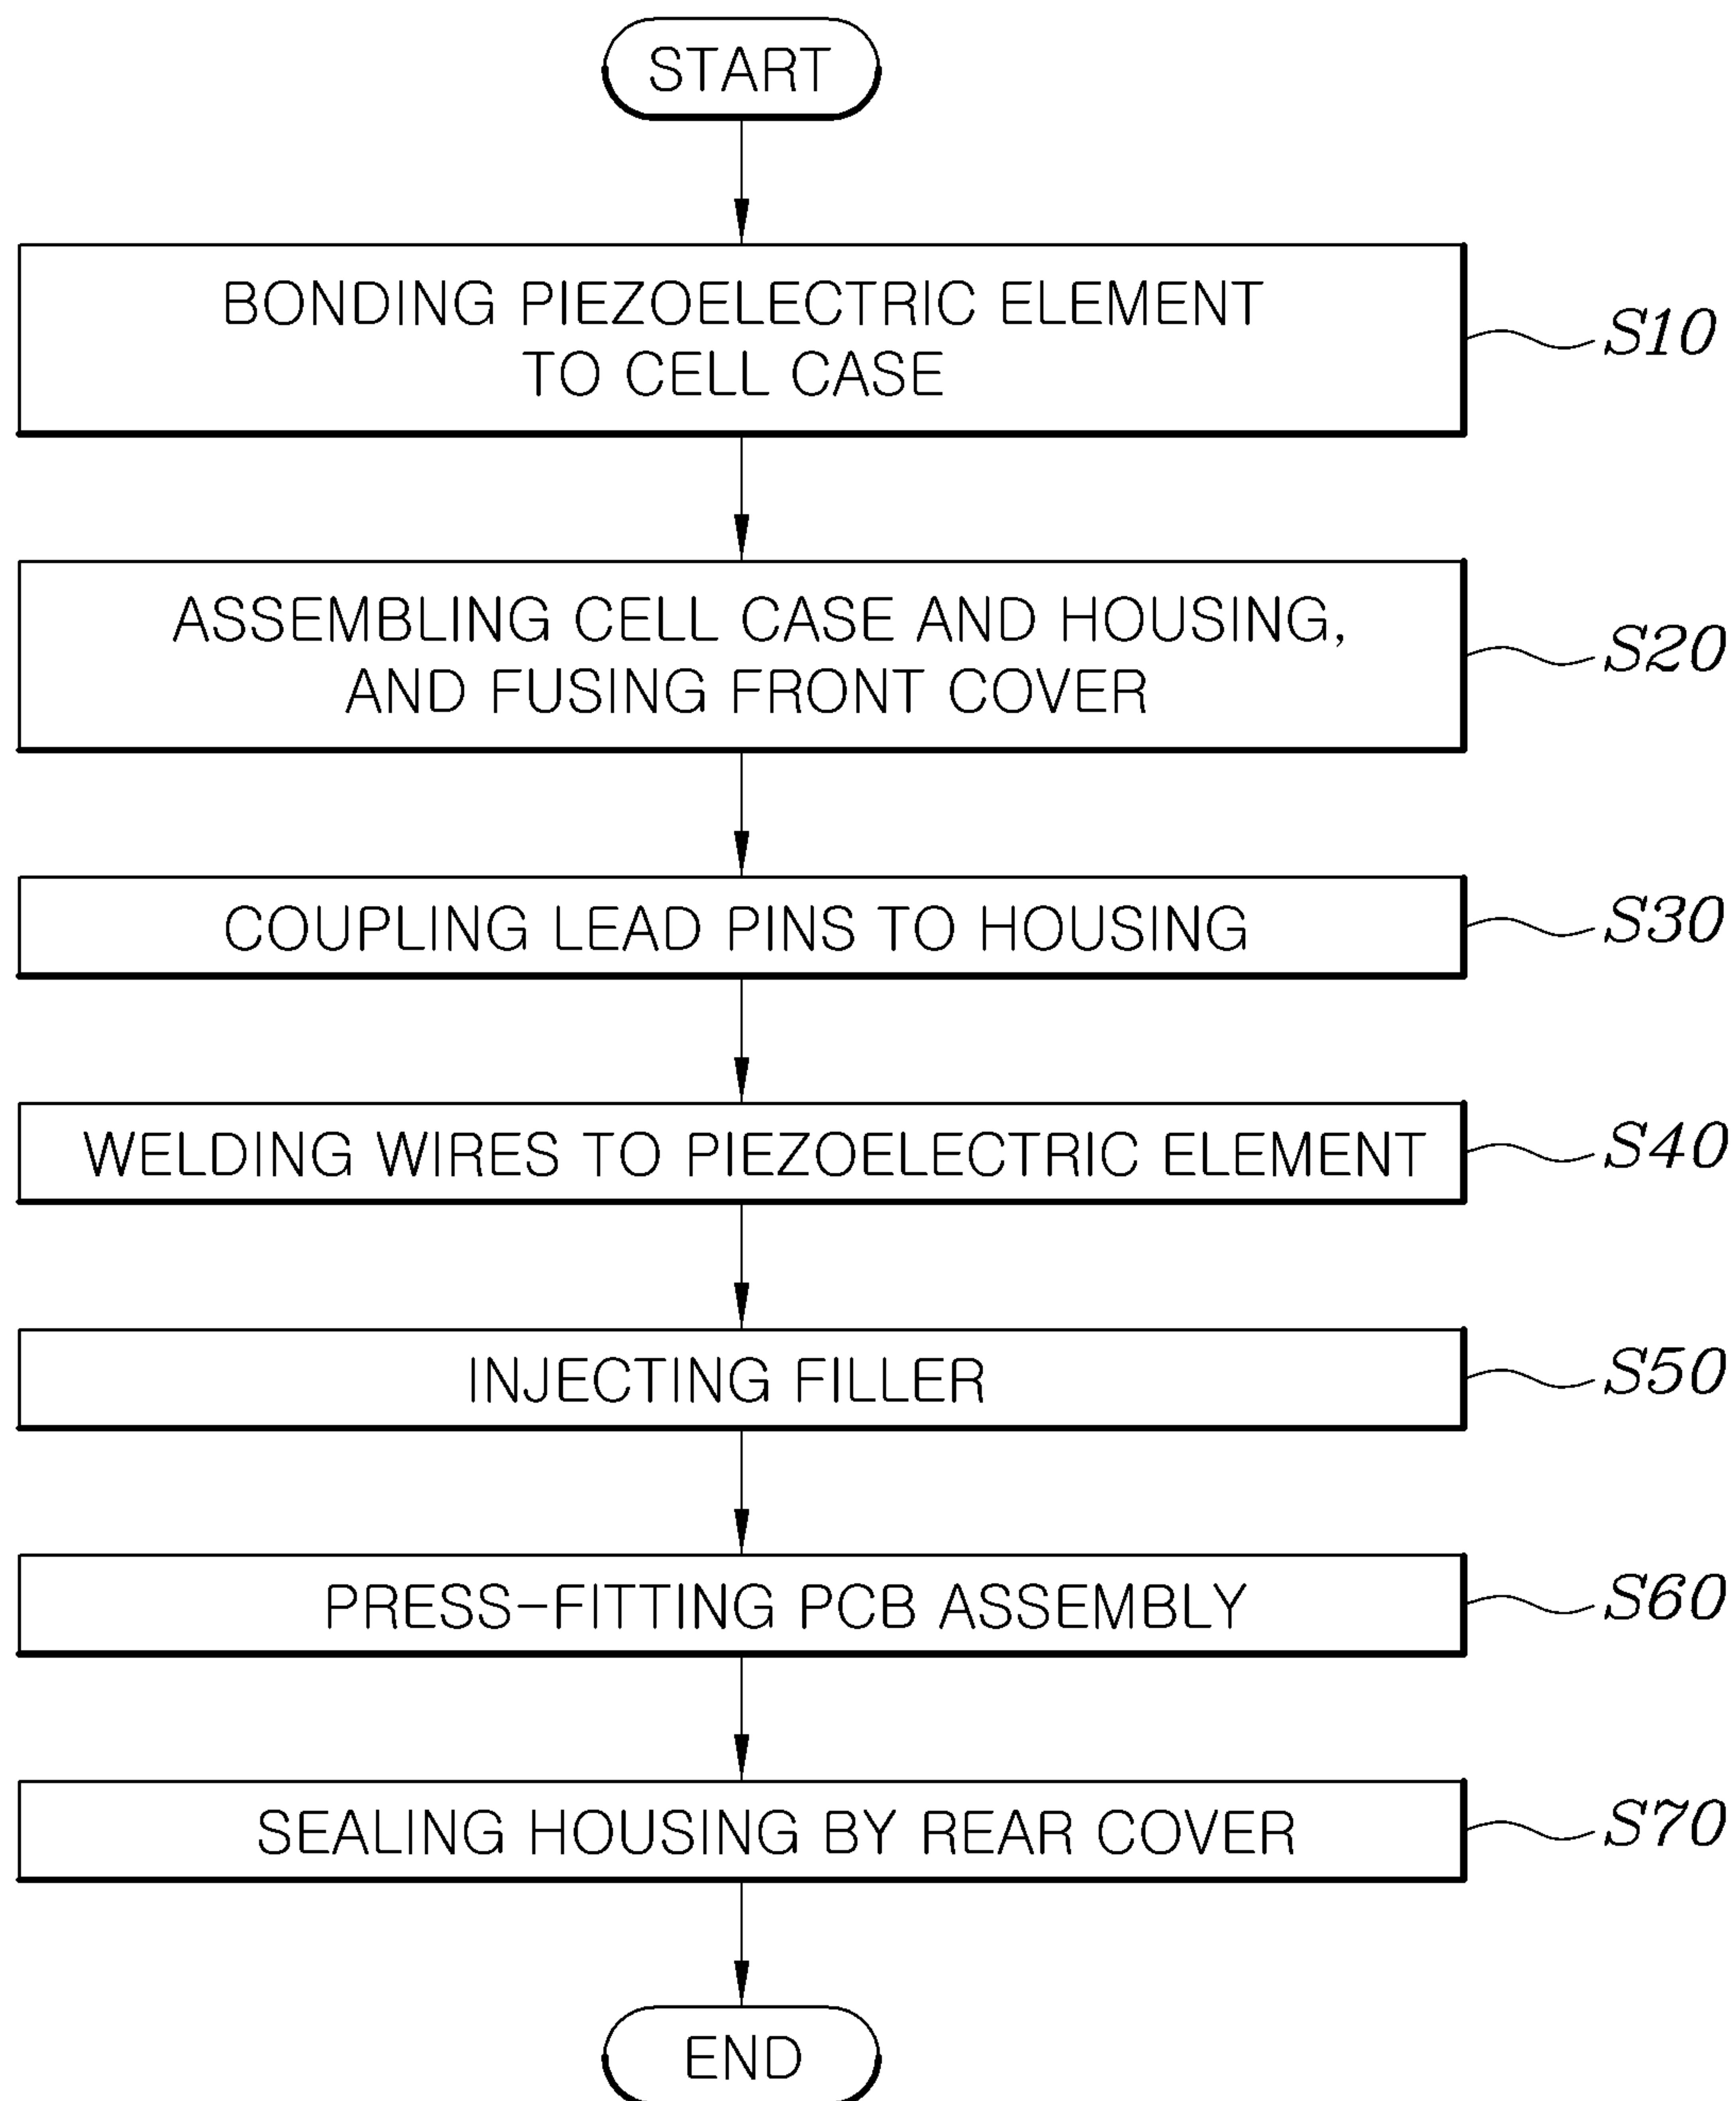 START
BONDING PIEZOELECTRIC ELEMENT
TO CELL CASE
S10
ASSEMBLING CELL CASE AND HOUSING,
AND FUSING FRONT COVER
S20
COUPLING LEAD PINS TO HOUSING
S30
WELDING WIRES TO PIEZOELECTRIC ELEMENT
S40
INJECTING FILLER
S50
PRESS-FITTING PCB ASSEMBLY
S60
SEALING HOUSING BY REAR COVER
S70
END